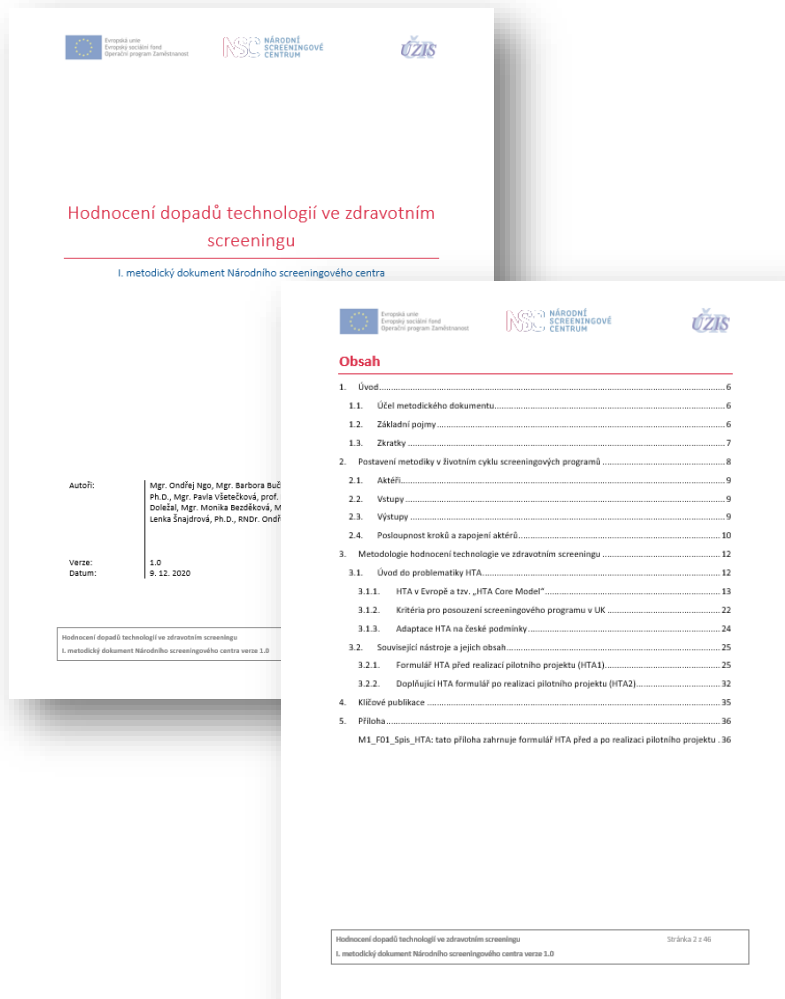 Evropská unie
Evropský sociální fond
Operační program Zaměstnanost
NSC NÁRODNÍ
SCREENINGOVÉ
CENTRUM
ÚZIS
Hodnocení dopadů technologií ve zdravotním
screeningu
I. metodický dokument Národního screeningového centra
Autoři:
Mgr. Ondřej Ngo, Mgr. Barbora
Ph.D., Mgr. Pavla Všetečková, prof.
Doležal, Mgr. Monika Bezděková,
Lenka Šnajdrová, Ph.D., RNDr.
Verze: 1.0
Datum: 9. 12. 2020
Hodnocení dopadů technologií ve zdravotním screeningu
I. metodický dokument Národního screeningového centra verze 1.0
Evropská unie
Evropský sociální fond
Operační program Zaměstnanost
NSC NÁRODNÍ
SCREENINGOVÉ
CENTRUM
ÚZIS
Obsah
1. Úvod 6
1.1. Účel metodického dokumentu 6
1.2. Základní pojmy 6
1.3. Zkratky 7
2. Postavení metodiky v životním cyklu screeningových programů 8
2.1. Aktéři 9
2.2. Vstupy 9
2.3. Výstupy 9
2.4. Posloupnost kroků a zapojení aktérů 10
3. Metodologie hodnocení technologie ve zdravotním screeningu 12
3.1. Úvod do problematiky HTA 12
3.1.1. HTA v Evropě a tzv. „HTA Core Model“ 13
3.1.2. Kritéria pro posouzení screeningového programu v UK 22
3.1.3. Adaptace HTA na české podmínky 24
3.2. Související nástroje a jejich obsah 25
3.2.1. Formulář HTA před realizací pilotního projektu (HTA1) 25
3.2.2. Doplňující HTA formulář po realizaci pilotního projektu (HTA2) 32
4. Klíčové publikace 35
5. Příloha 36
M1_F01_Spis_HTA: tato příloha zahrnuje formulář HTA před a po realizaci pilotního projektu . 36
Hodnocení dopadů technologií ve zdravotním screeningu Stránka 2 z 46
I. metodický dokument Národního screeningového centra verze 1.0